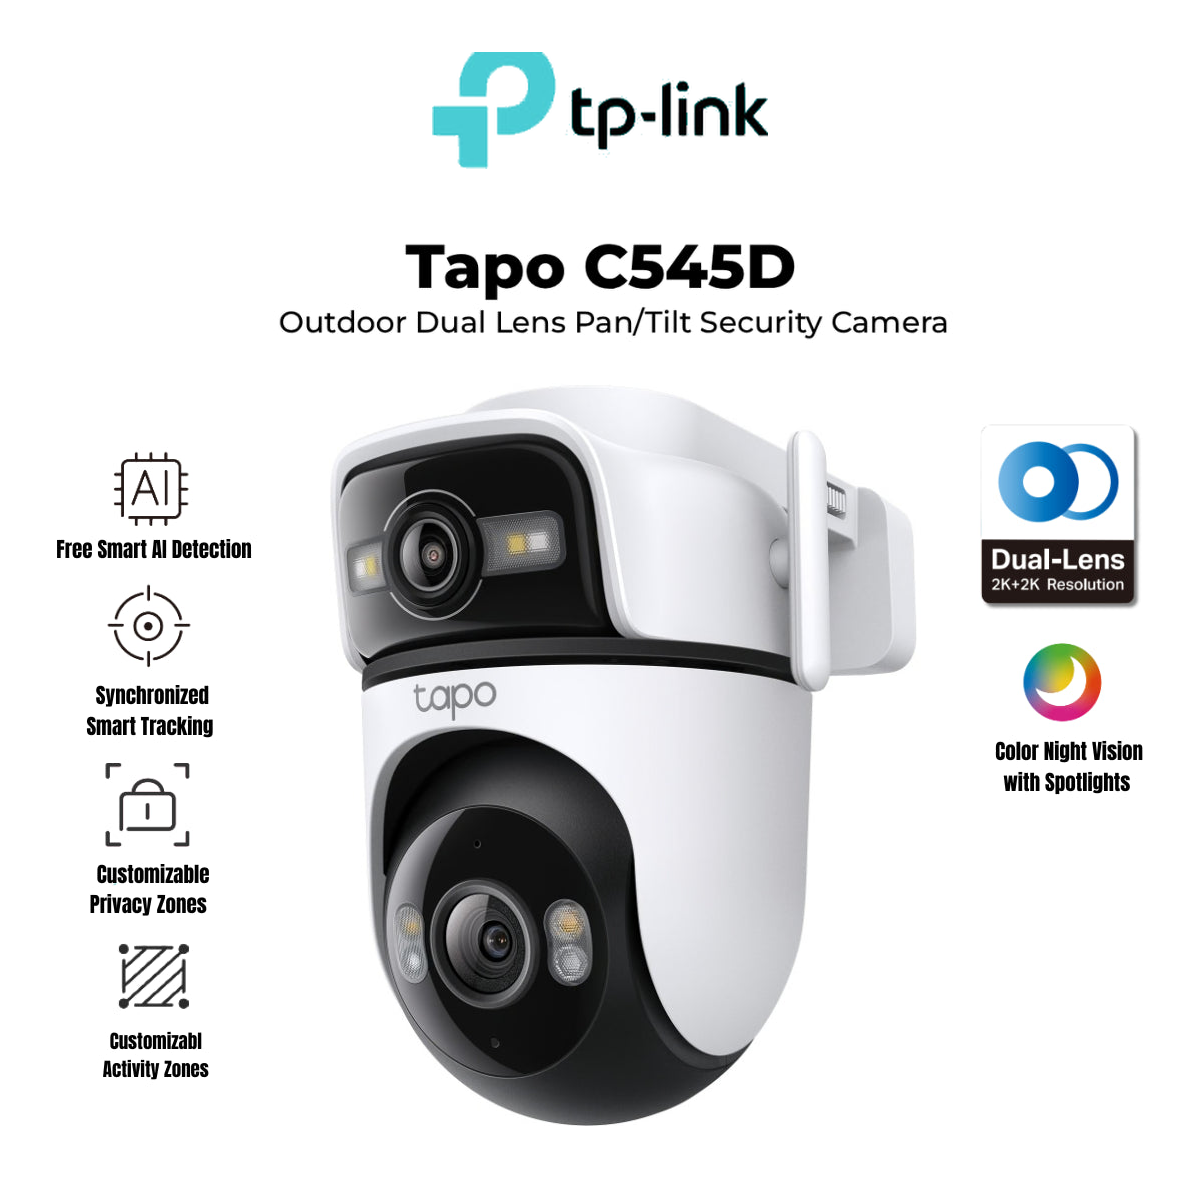 tp-link
Tapo C545D
Outdoor Dual Lens Pan/Tilt Security Camera
AI
Free Smart AI Detection
Synchronized
Smart Tracking
Customizable
Privacy Zones
Customizabl
Activity Zones
tapo
Dual-Lens
2K+2K Resolution
Color Night Vision
with Spotlights